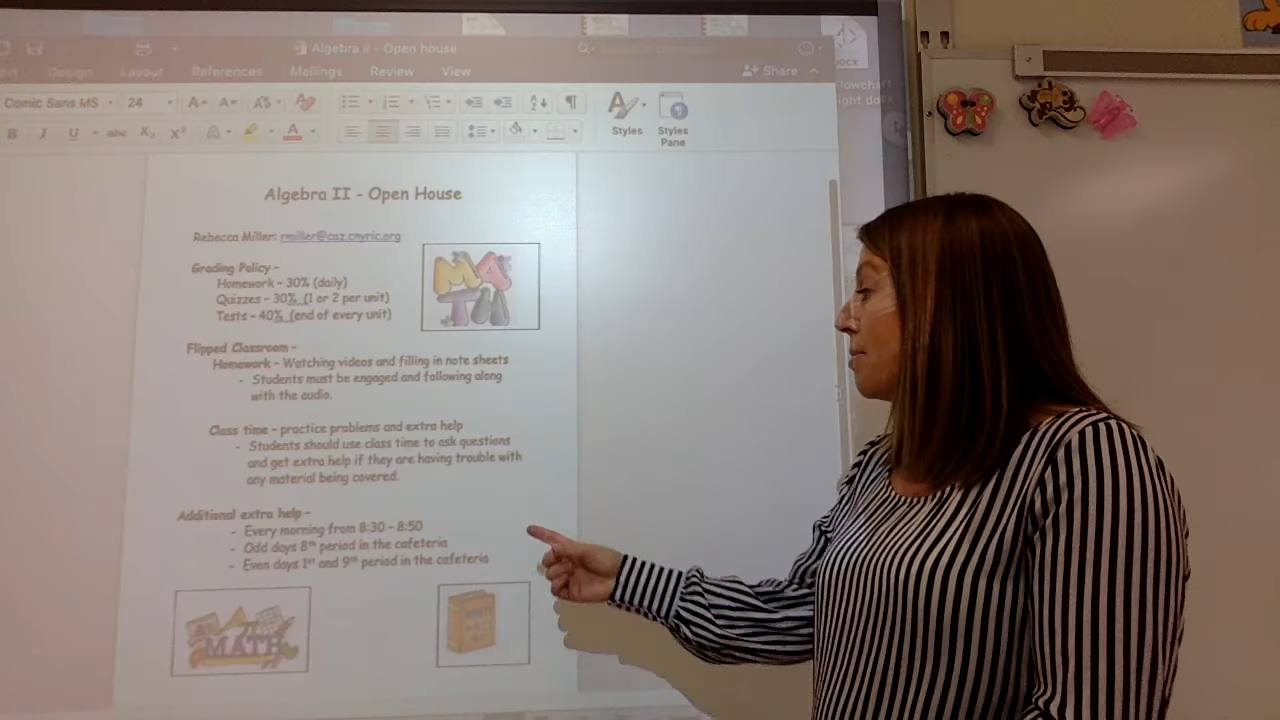 Algebra II - Open house
Design Layout References Mailings Review View Share
Comic Sans MS 24
Styles
Styles Pane
Algebra II - Open House
Rebecca Miller: rmiller@caz.cnyric.org
Grading Policy -
Homework - 30% (daily)
Quizzes - 30% (1 or 2 per unit)
Tests - 40% (end of every unit)
MATH
Flipped Classroom -
Homework - Watching videos and filling in note sheets
- Students must be engaged and following along
with the audio.
Class time - practice problems and extra help
- Students should use class time to ask questions
and get extra help if they are having trouble with
any material being covered.
Additional extra help -
- Every morning from 8:30 - 8:50
- Odd days 8th period in the cafeteria
- Even days 1st and 9th period in the cafeteria
MATH